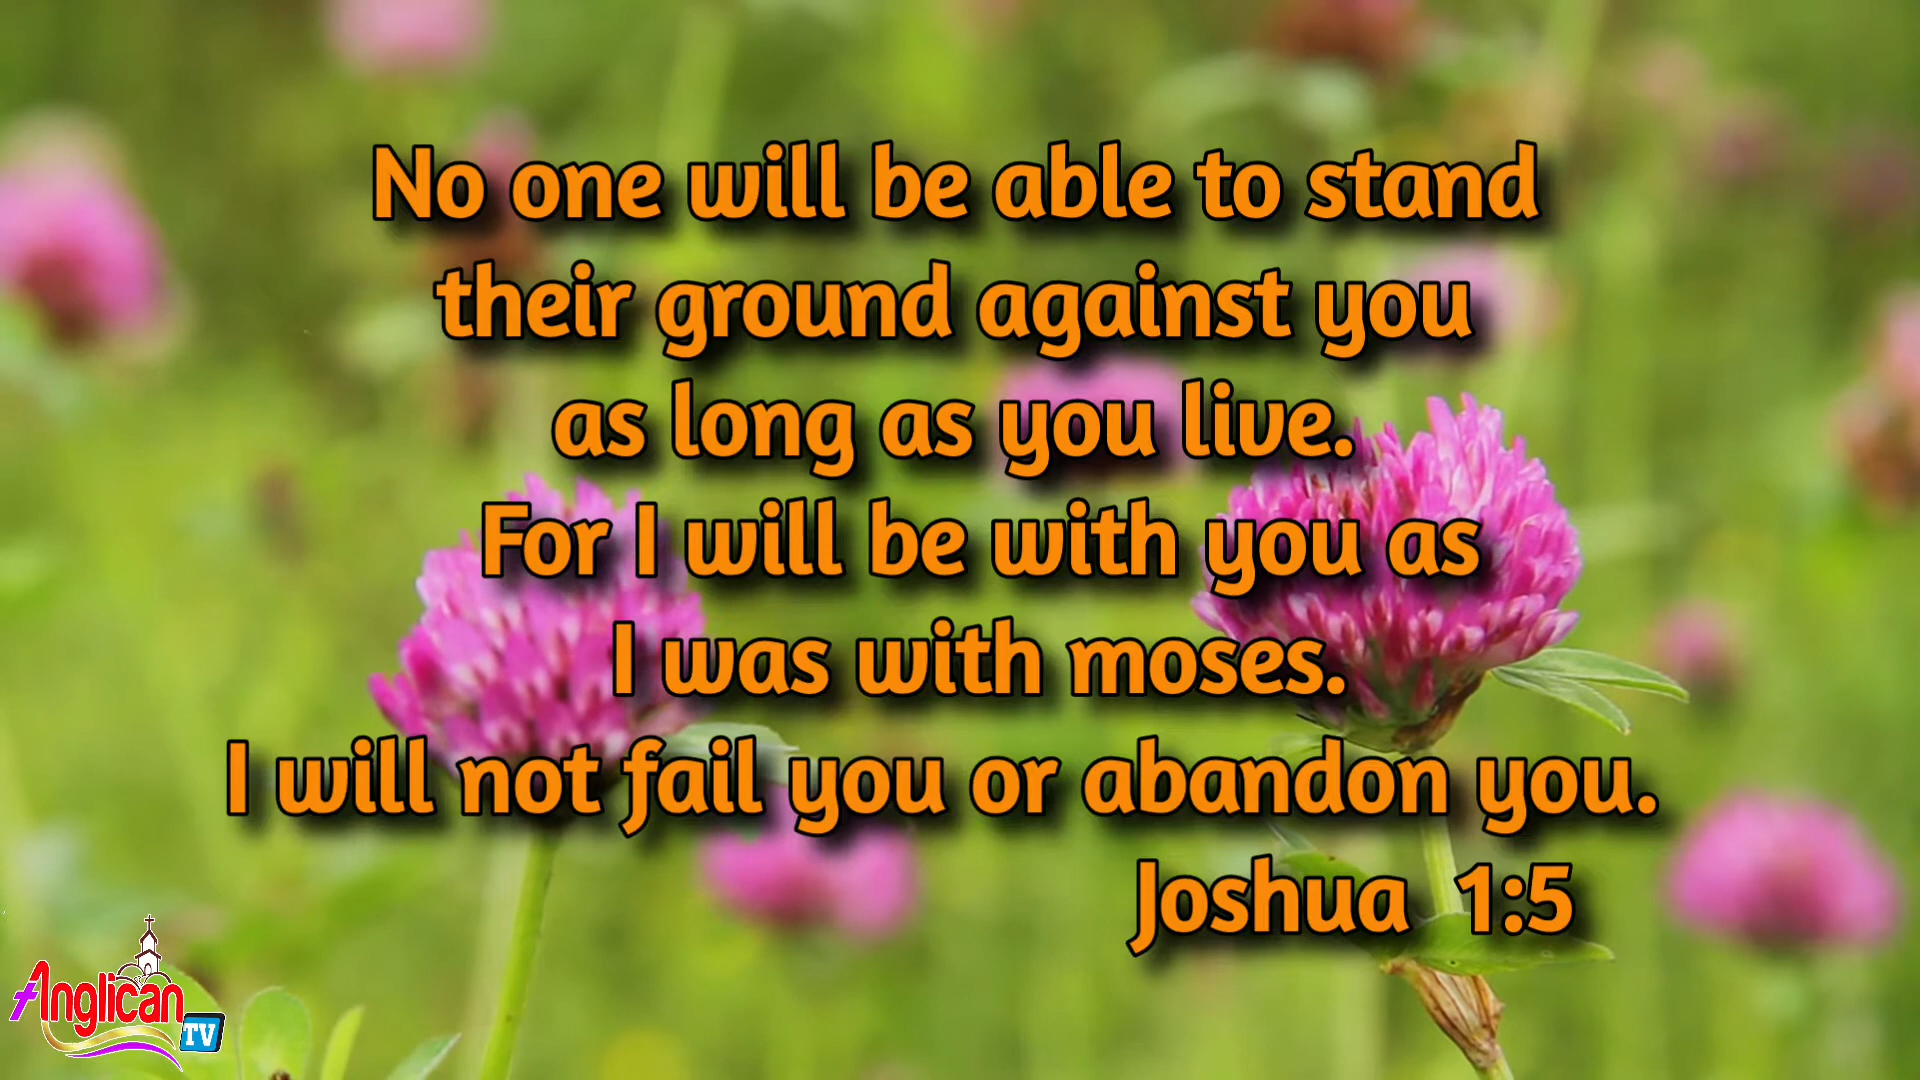 No one will be able to stand
their ground against you
as long as you live.
For I will be with you as
I was with moses.
I will not fail you or abandon you.
Joshua 1:5
Anglican
TV